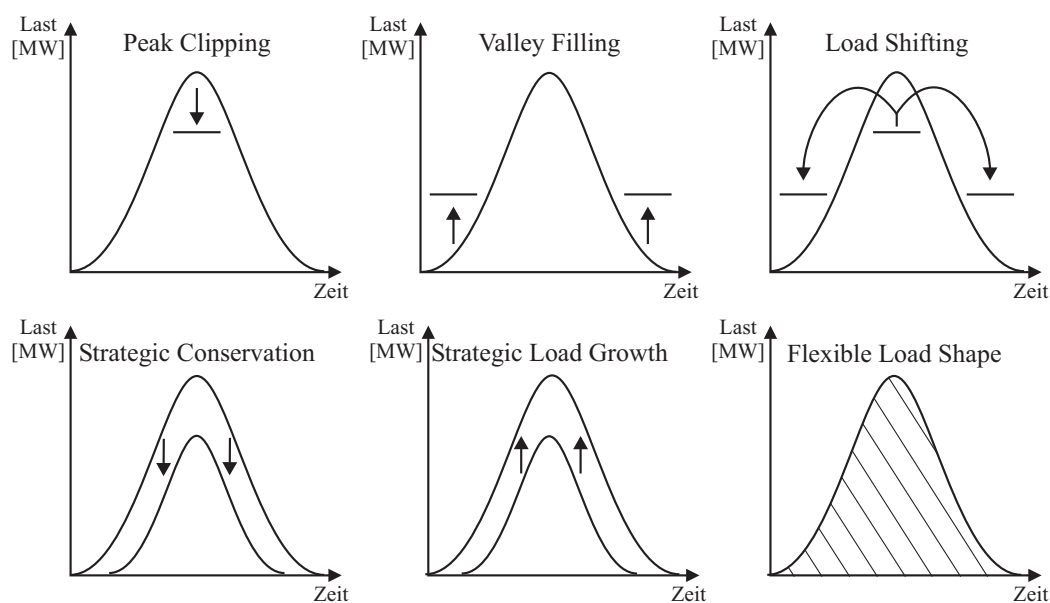 Last
[MW]
Peak Clipping
Zeit
Last
[MW]
Valley Filling
Zeit
Last
[MW]
Load Shifting
Zeit
Last
[MW]
Strategic Conservation
Zeit
Last
[MW]
Strategic Load Growth
Zeit
Last
[MW]
Flexible Load Shape
Zeit